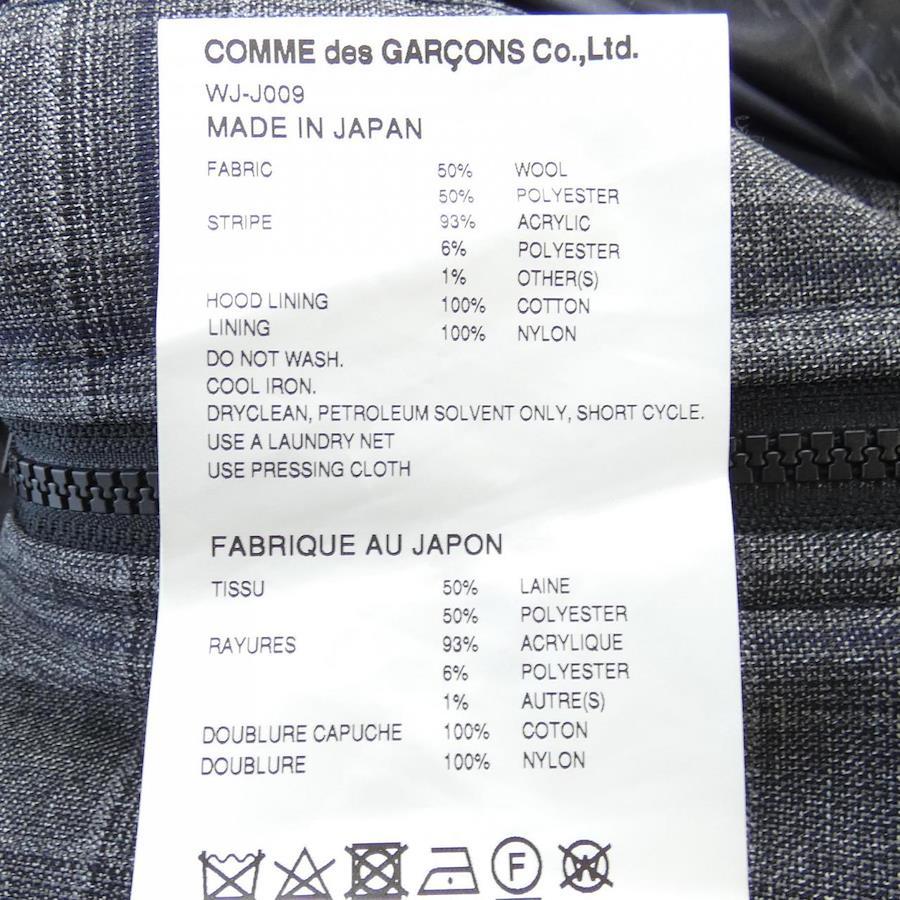 COMME des GARÇONS Co.,Ltd.
WJ-J009
MADE IN JAPAN
FABRIC 50% WOOL
50% POLYESTER
STRIPE 93% ACRYLIC
6% POLYESTER
1% OTHER(S)
HOOD LINING 100% COTTON
LINING 100% NYLON
DO NOT WASH.
COOL IRON.
DRYCLEAN, PETROLEUM SOLVENT ONLY, SHORT CYCLE.
USE A LAUNDRY NET
USE PRESSING CLOTH
FABRIQUE AU JAPON
TISSU 50% LAINE
50% POLYESTER
RAYURES 93% ACRYLIQUE
6% POLYESTER
1% AUTRE(S)
DOUBLURE CAPUCHE 100% COTON
DOUBLURE 100% NYLON
F W